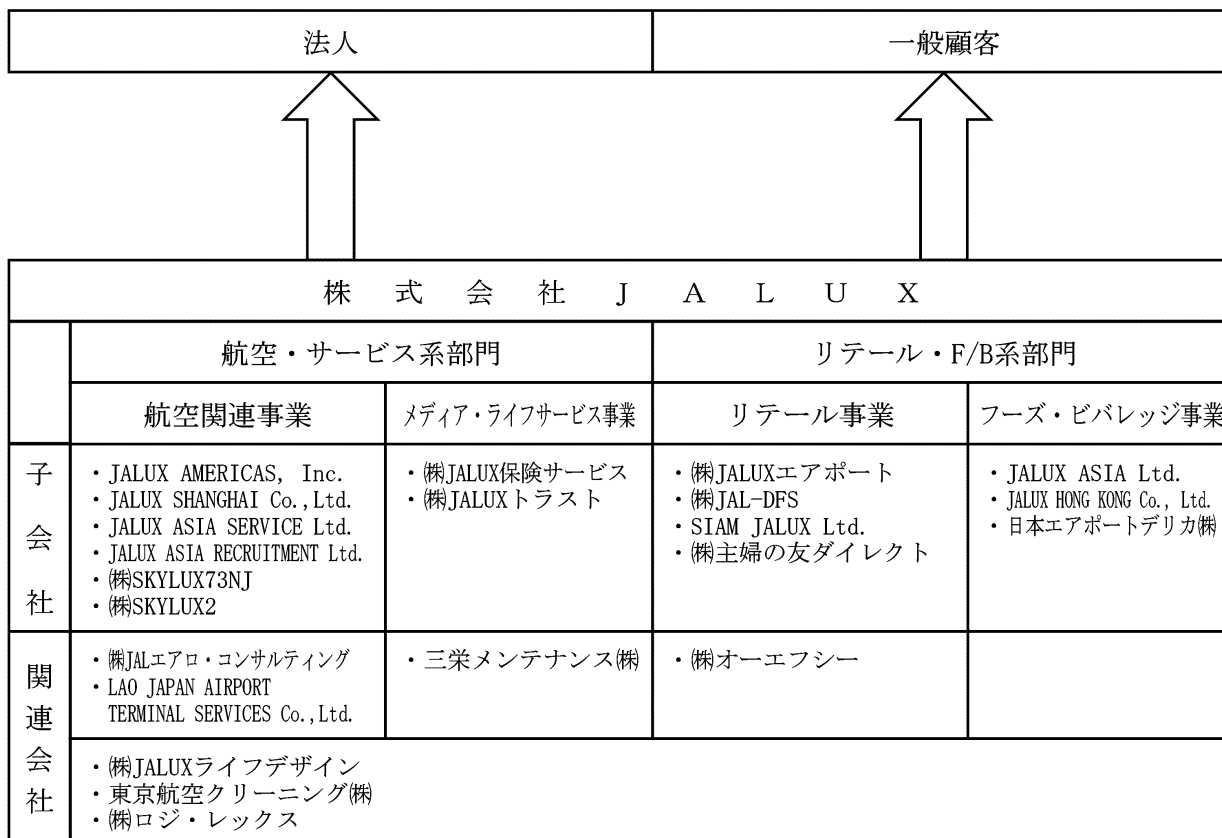 法人
一般顧客
株式会社JALUX
航空・サービス系部門
リテール・F/B系部門
航空関連事業
メディア・ライフサービス事業
リテール事業
フーズ・ビバレッジ事業
子会社
・JALUX AMERICAS, Inc.
・JALUX SHANGHAI Co.,Ltd.
・JALUX ASIA SERVICE Ltd.
・JALUX ASIA RECRUITMENT Ltd.
・㈱SKYLUX73NJ
・㈱SKYLUX2
・㈱JALUX保険サービス
・㈱JALUXトラスト
・㈱JALUXエアポート
・㈱JAL-DFS
・SIAM JALUX Ltd.
・㈱主婦の友ダイレクト
・JALUX ASIA Ltd.
・JALUX HONG KONG Co., Ltd.
・日本エアポートデリカ㈱
関連会社
・㈱JALエアロ・コンサルティング
・LAO JAPAN AIRPORT
TERMINAL SERVICES Co.,Ltd.
・三栄メンテナンス㈱
・㈱オーエフシー
・㈱JALUXライフデザイン
・東京航空クリーニング㈱
・㈱ロジ・レックス